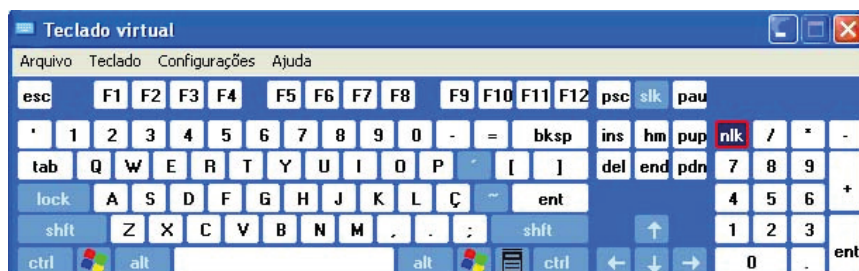 Teclado virtual
Arquivo Teclado Configurações Ajuda
esc F1 F2 F3 F4 F5 F6 F7 F8 F9 F10 F11 F12 psc slk pau
' 1 2 3 4 5 6 7 8 9 0 - = bksp ins hm pup nlk / * -
tab Q W E R T Y U I O P ´ [ ] del end pdn 7 8 9 +
lock A S D F G H J K L Ç ~ ent 4 5 6
shft Z X C V B N M , . ; shft ↑ 1 2 3 ent
ctrl alt alt ctrl ← ↓ → 0 .